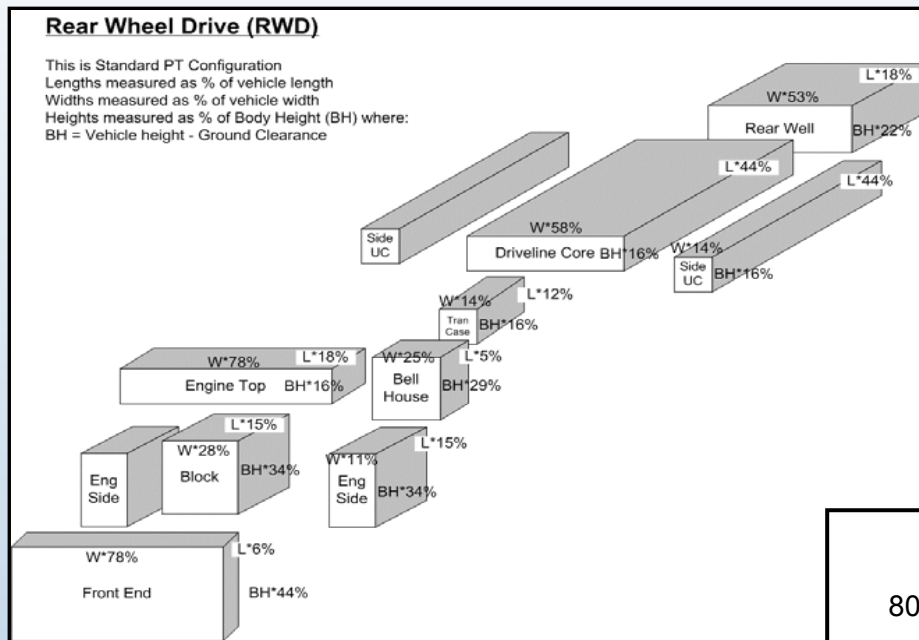 Rear Wheel Drive (RWD)
This is Standard PT Configuration
Lengths measured as % of vehicle length
Widths measured as % of vehicle width
Heights measured as % of Body Height (BH) where:
BH = Vehicle height - Ground Clearance
L*18%
W*53%
Rear Well
BH*22%
L*44%
W*58%
Driveline Core
BH*16%
Side
UC
L*44%
W*14%
Side
UC
BH*16%
W*14%
L*12%
Tran
Case
BH*16%
W*78%
L*18%
Engine Top
BH*16%
W*25%
L*5%
Bell
House
BH*29%
Eng
Side
L*15%
W*28%
Block
BH*34%
L*15%
W*11%
Eng
Side
BH*34%
W*78%
L*6%
Front End
BH*44%
80